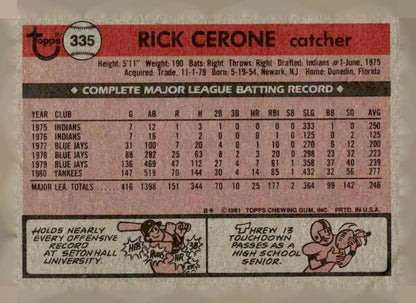 Topps 335 RICK CERONE catcher
Height: 5'11" Weight: 190 Bats: Right Throws: Right Drafted: Indians #1-June, 1975
Acquired: Trade, 11-1-79 Born: 5-19-54, Newark, N.J. Home: Dunedin, Florida
COMPLETE MAJOR LEAGUE BATTING RECORD
YEAR CLUB G AB R H 2B 3B HR RBI SB SLG BB SO AVG
1975 INDIANS 7 12 1 3 1 0 0 0 0 .333 1 0 .250
1976 INDIANS 7 16 1 2 0 0 0 1 0 .125 0 2 .125
1977 BLUE JAYS 31 100 7 20 4 0 1 10 0 .270 6 12 .200
1978 BLUE JAYS 88 282 25 63 8 2 3 20 0 .298 23 32 .223
1979 BLUE JAYS 136 469 47 112 27 4 7 61 1 .358 37 40 .239
1980 YANKEES 147 519 70 144 30 4 14 85 1 .432 32 56 .277
MAJOR LEA. TOTALS 416 1398 151 344 70 10 25 177 2 .364 99 142 .246
© 1981 TOPPS CHEWING GUM, INC. PRTD. IN U.S.A.
HOLDS NEARLY
EVERY OFFENSIVE
RECORD
AT SETON HALL
UNIVERSITY.
HR
HITS
RUNS
3B
THREW 13
TOUCHDOWN
PASSES AS A
HIGH SCHOOL
SENIOR.